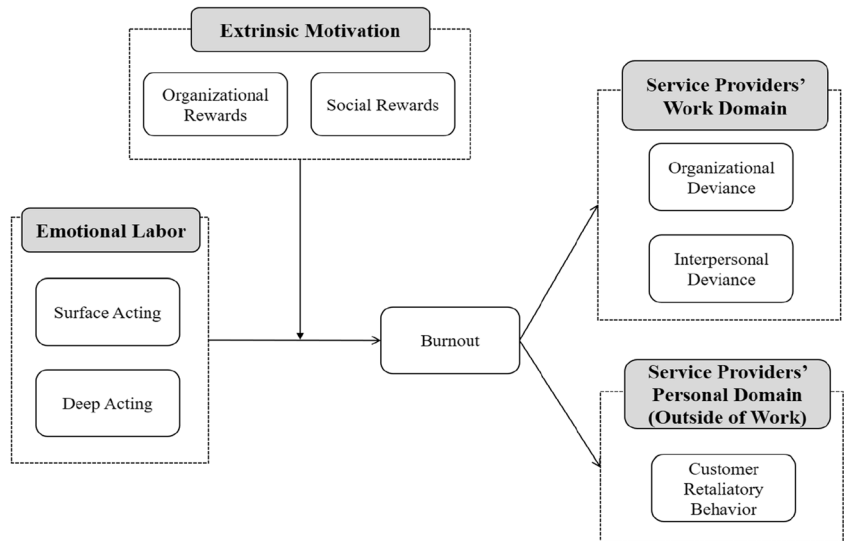 Extrinsic Motivation
Organizational
Rewards
Social Rewards
Emotional Labor
Surface Acting
Deep Acting
Burnout
Service Providers’
Work Domain
Organizational
Deviance
Interpersonal
Deviance
Service Providers’
Personal Domain
(Outside of Work)
Customer
Retaliatory
Behavior